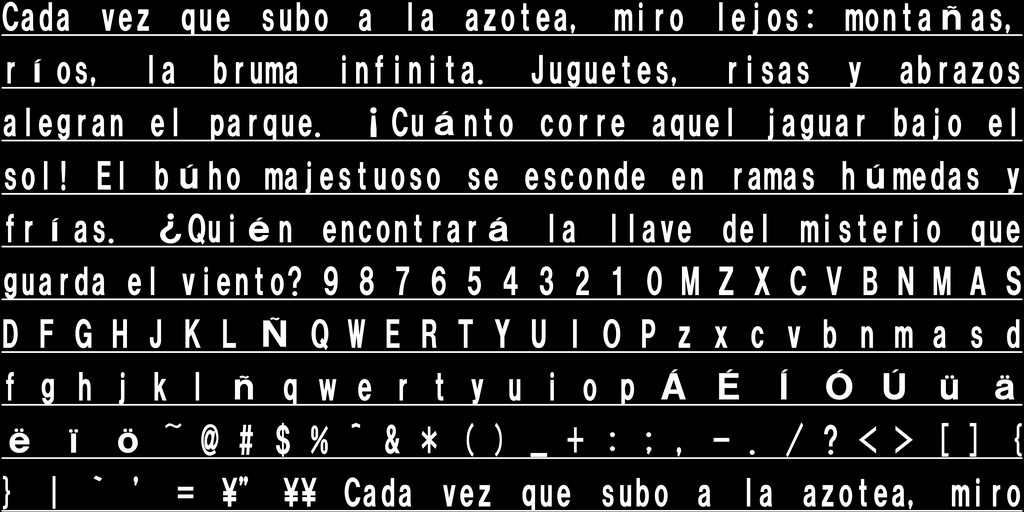 Cada vez que subo a la azotea, miro lejos: montañas,
ríos, la bruma infinita. Juguetes, risas y abrazos
alegran el parque. ¡Cuánto corre aquel jaguar bajo el
sol! El búho majestuoso se esconde en ramas húmedas y
frías. ¿Quién encontrará la llave del misterio que
guarda el viento? 9 8 7 6 5 4 3 2 1 0 M Z X C V B N M A S
D F G H J K L Ñ Q W E R T Y U I O P z x c v b n m a s d
f g h j k l ñ q w e r t y u i o p Á É Í Ó Ú ü ä
ë ï ö ~ @ # $ % ^ & * ( ) _ + : ; , - . / ? < > [ ] {
} | ` ' = ¥" ¥¥ Cada vez que subo a la azotea, miro